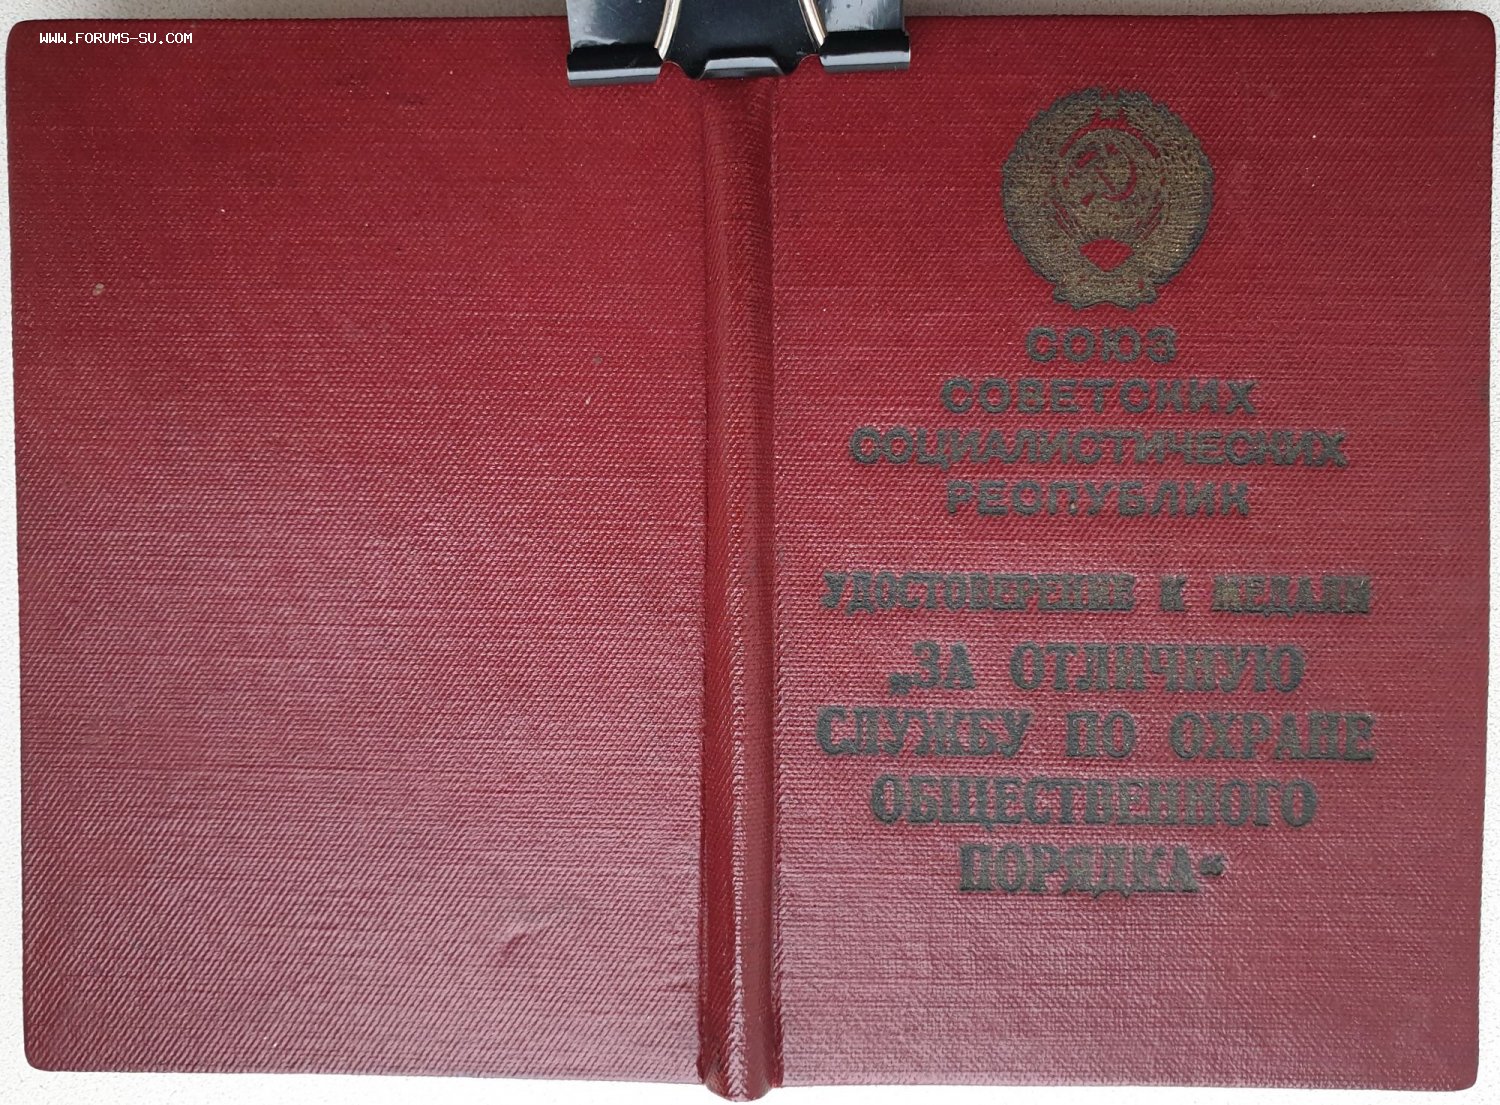 WWW.FORUMS-SU.COM
СОЮЗ
СОВЕТСКИХ
СОЦИАЛИСТИЧЕСКИХ
РЕСПУБЛИК
УДОСТОВЕРЕНИЕ К МЕДАЛИ
„ЗА ОТЛИЧНУЮ
СЛУЖБУ ПО ОХРАНЕ
ОБЩЕСТВЕННОГО
ПОРЯДКА“